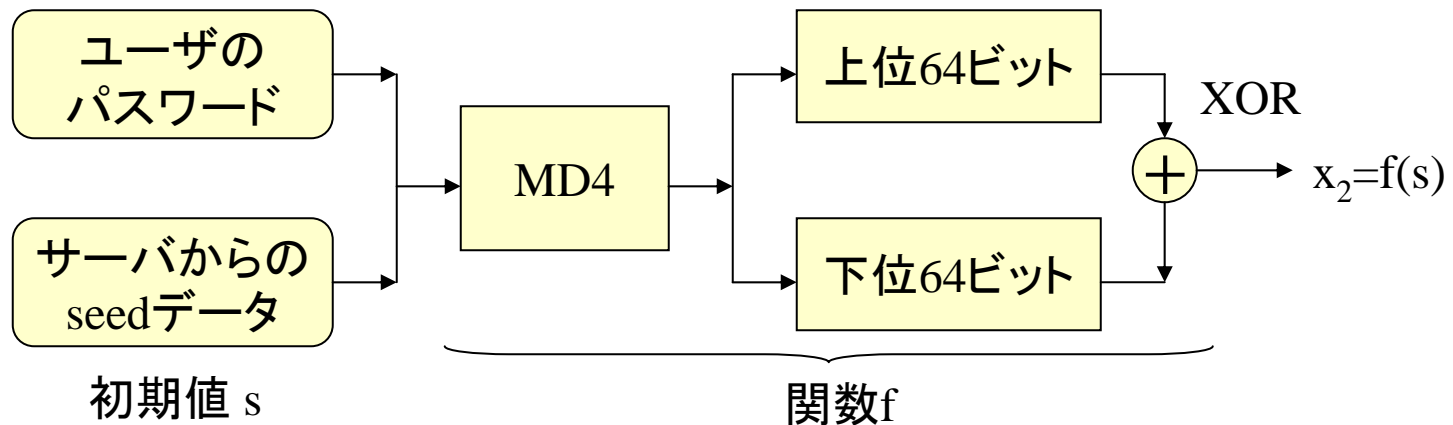 ユーザの
パスワード
サーバからの
seedデータ
初期値 s
MD4
上位64ビット
下位64ビット
XOR
+
x₂=f(s)
関数f